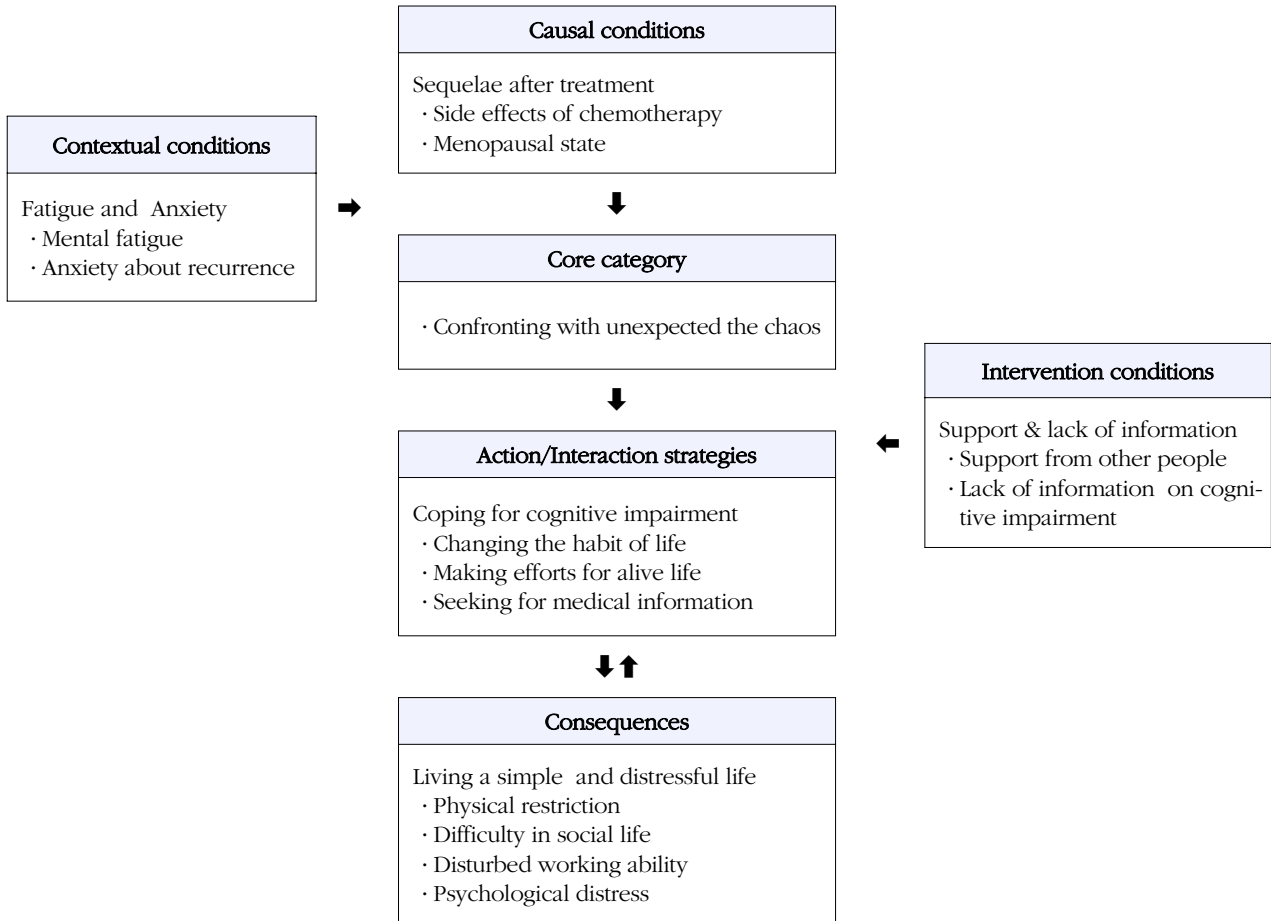 Causal conditions
Sequelae after treatment
· Side effects of chemotherapy
· Menopausal state
Contextual conditions
Fatigue and Anxiety
· Mental fatigue
· Anxiety about recurrence
Core category
· Confronting with unexpected the chaos
Intervention conditions
Support & lack of information
· Support from other people
· Lack of information on cogni-
tive impairment
Action/Interaction strategies
Coping for cognitive impairment
· Changing the habit of life
· Making efforts for alive life
· Seeking for medical information
Consequences
Living a simple and distressful life
· Physical restriction
· Difficulty in social life
· Disturbed working ability
· Psychological distress